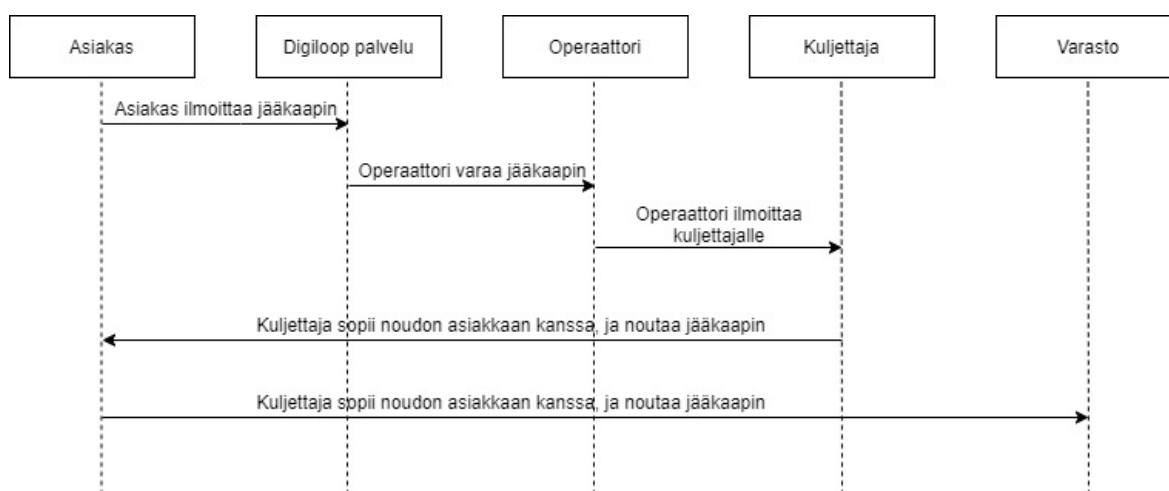 Asiakas
Digiloop palvelu
Operaattori
Kuljettaja
Varasto
Asiakas ilmoittaa jääkaapin
Operaattori varaa jääkaapin
Operaattori ilmoittaa
kuljettajalle
Kuljettaja sopii noudon asiakkaan kanssa, ja noutaa jääkaapin
Kuljettaja sopii noudon asiakkaan kanssa, ja noutaa jääkaapin